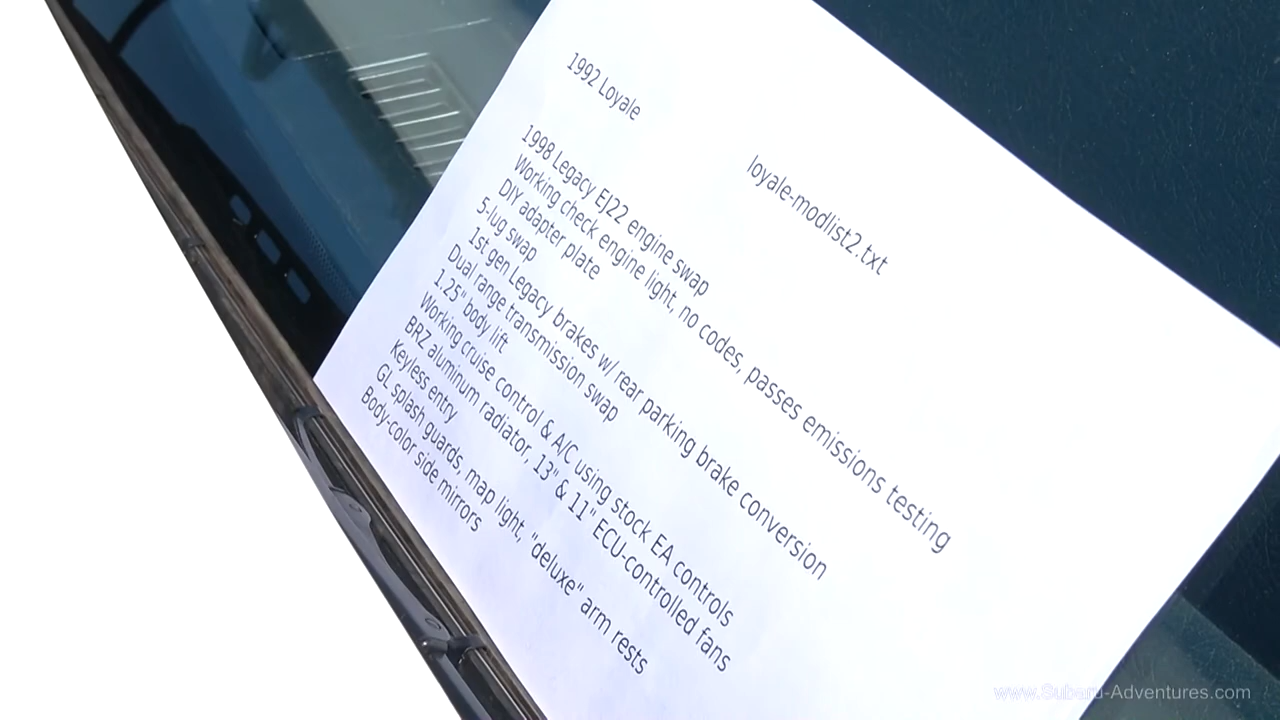 loyale-modlist2.txt
1992 Loyale
1998 Legacy EJ22 engine swap
Working check engine light, no codes, passes emissions testing
DIY adapter plate
5-lug swap
1st gen Legacy brakes w/ rear parking brake conversion
Dual range transmission swap
1.25" body lift
Working cruise control & A/C using stock EA controls
BRZ aluminum radiator, 13" & 11" ECU-controlled fans
Keyless entry
GL splash guards, map light, "deluxe" arm rests
Body-color side mirrors
www.Subaru-Adventures.com